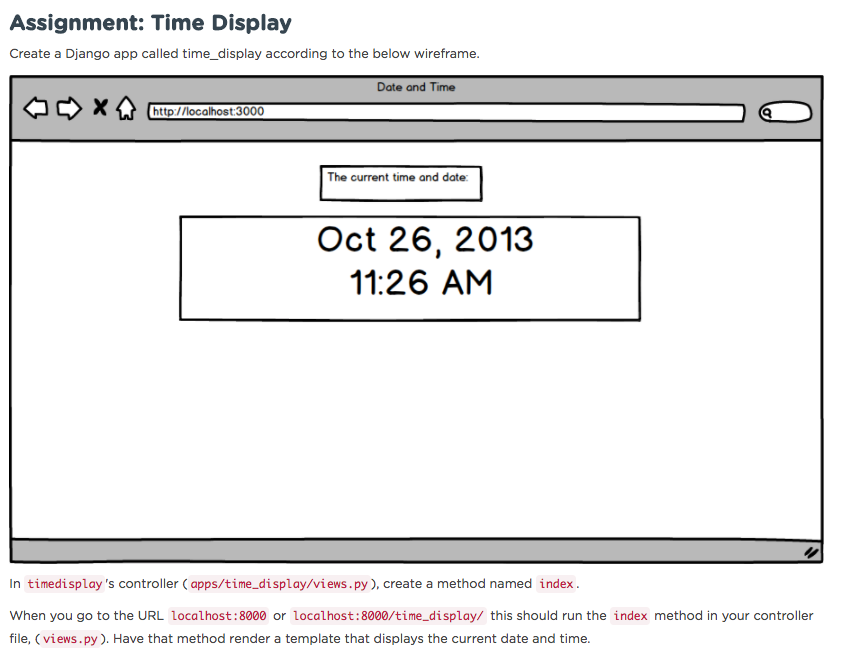 Assignment: Time Display
Create a Django app called time_display according to the below wireframe.
Date and Time
http://localhost:3000
The current time and date:
Oct 26, 2013
11:26 AM
In timedisplay's controller (apps/time_display/views.py), create a method named index.
When you go to the URL localhost:8000 or localhost:8000/time_display/ this should run the index method in your controller
file, (views.py). Have that method render a template that displays the current date and time.